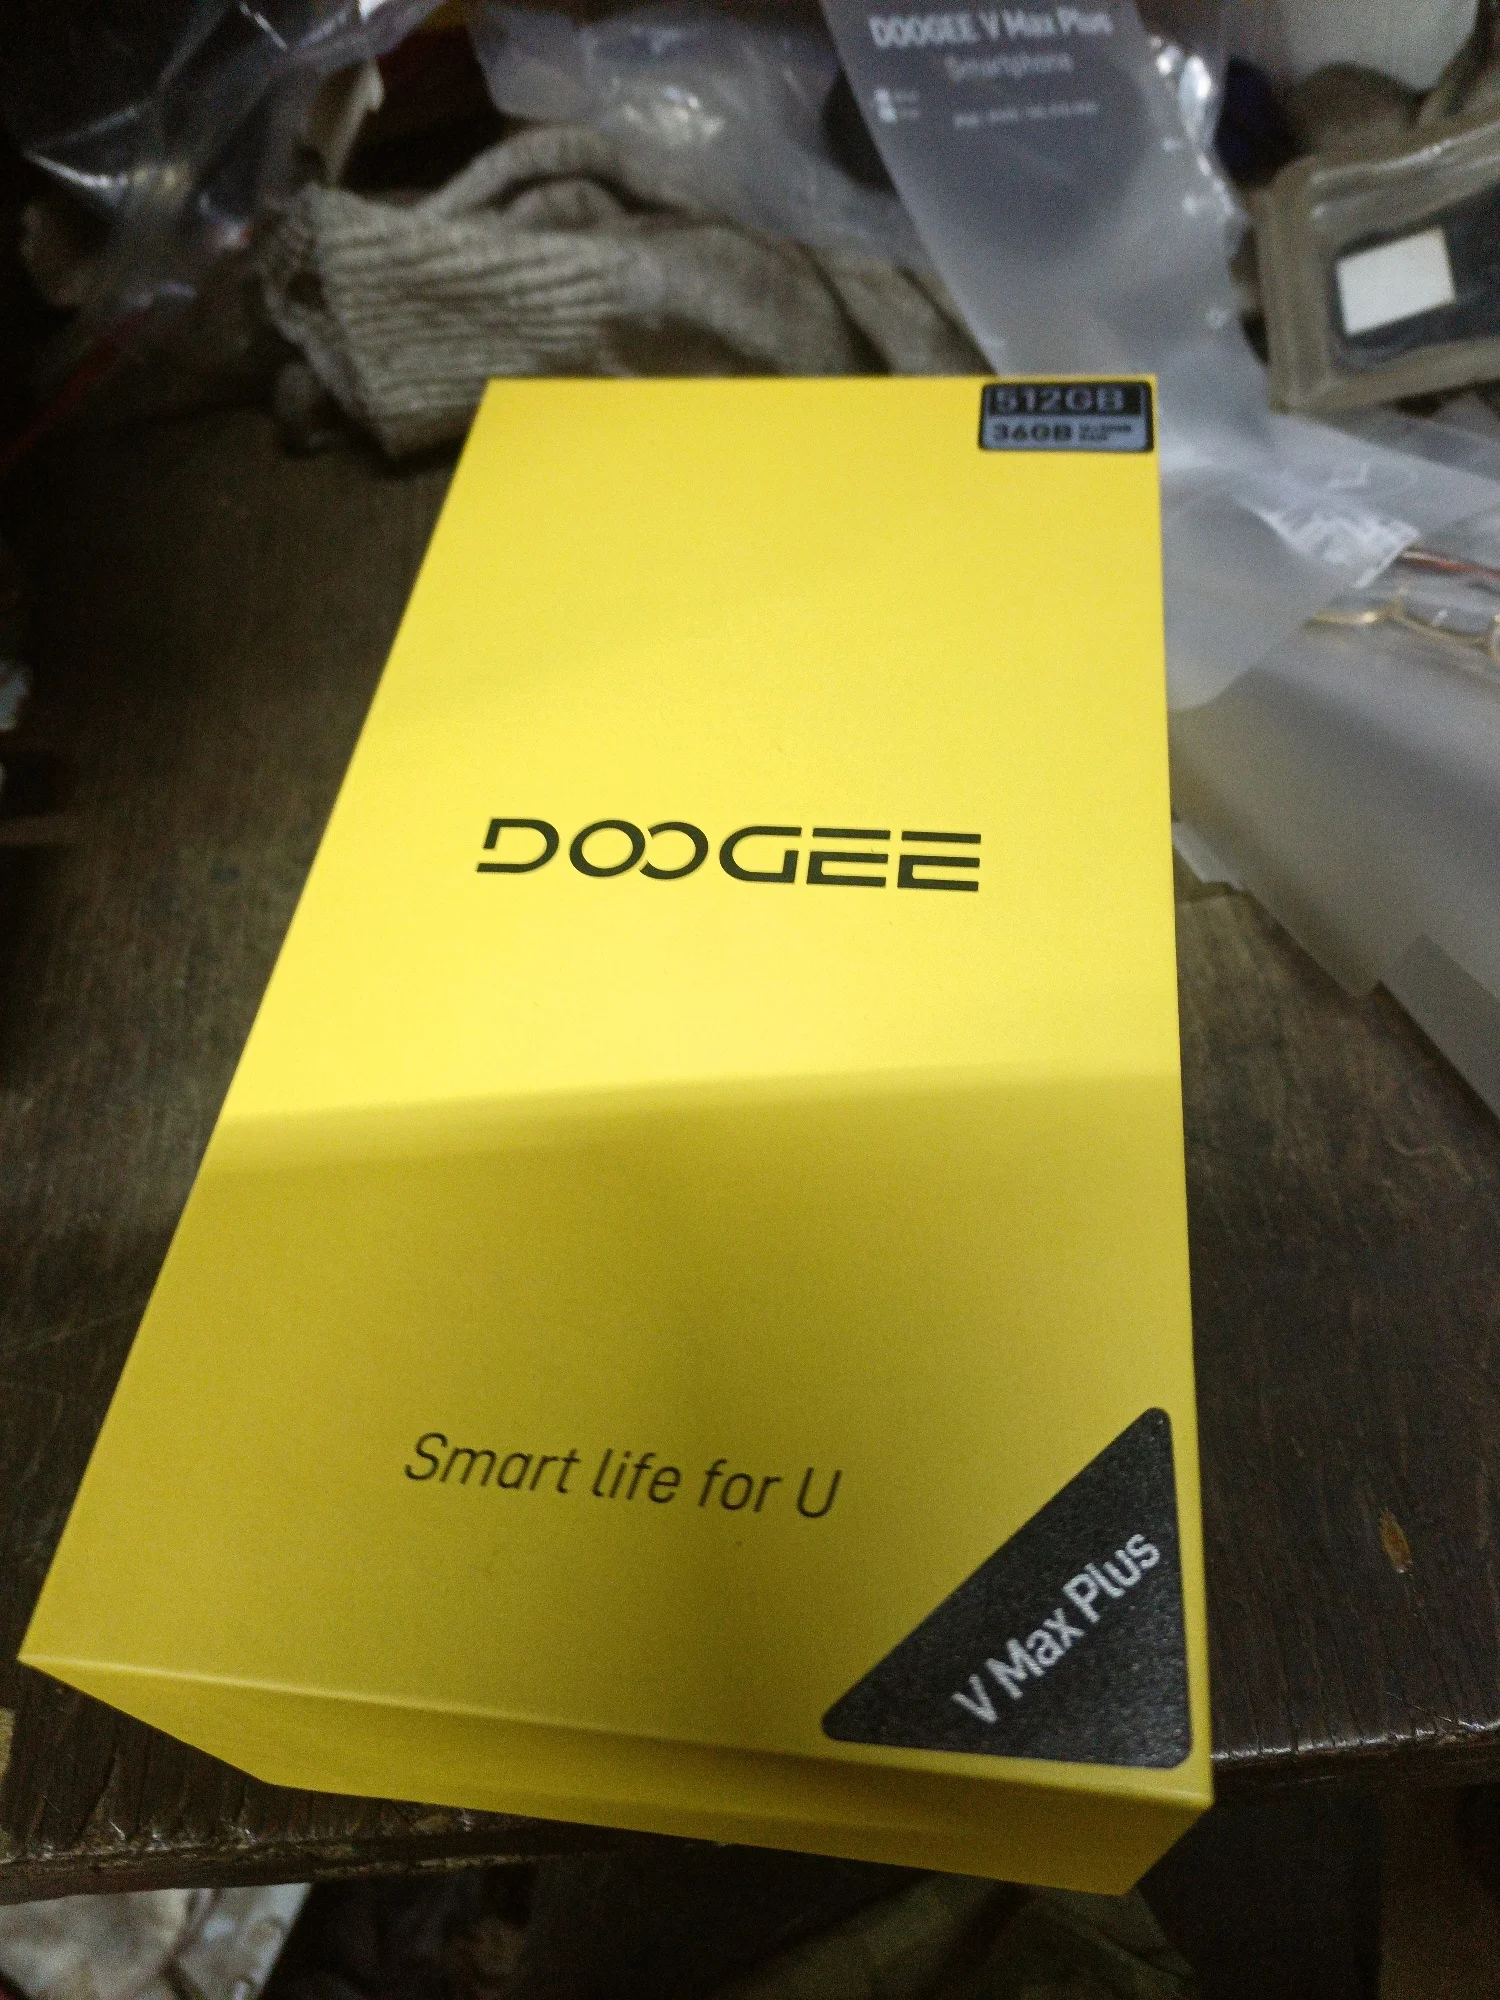 DOOGEE V Max Plus
Smartphone
512GB
36GB
DOOGEE
Smart life for U
V Max Plus